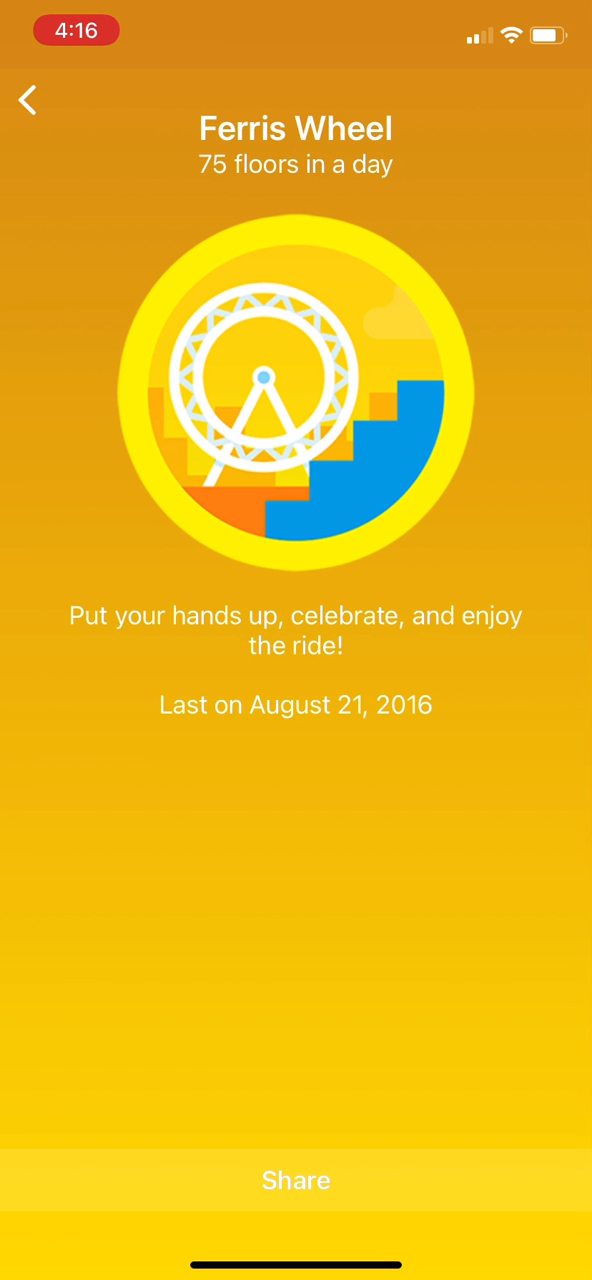 4:16
Ferris Wheel
75 floors in a day
Put your hands up, celebrate, and enjoy
the ride!
Last on August 21, 2016
Share